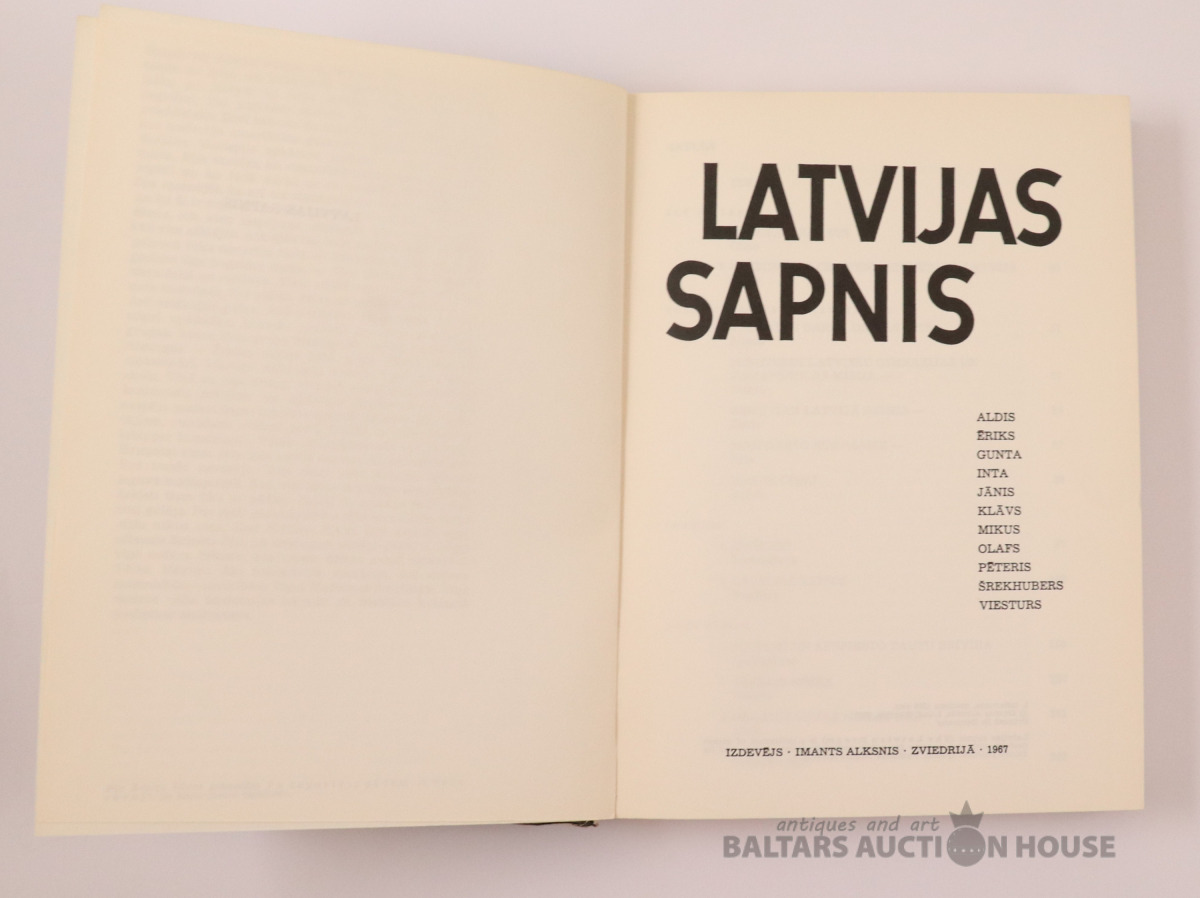 LATVIJAS
SAPNIS
ALDIS
ĒRIKS
GUNTA
INTA
JĀNIS
KLĀVS
MIKUS
OLAFS
PĒTERIS
ŠREKHUBERS
VIESTURS
IZDEVĒJS · IMANTS ALKSNIS · ZVIEDRIJĀ · 1967
antiques and art
BALTARS AUCTION HOUSE